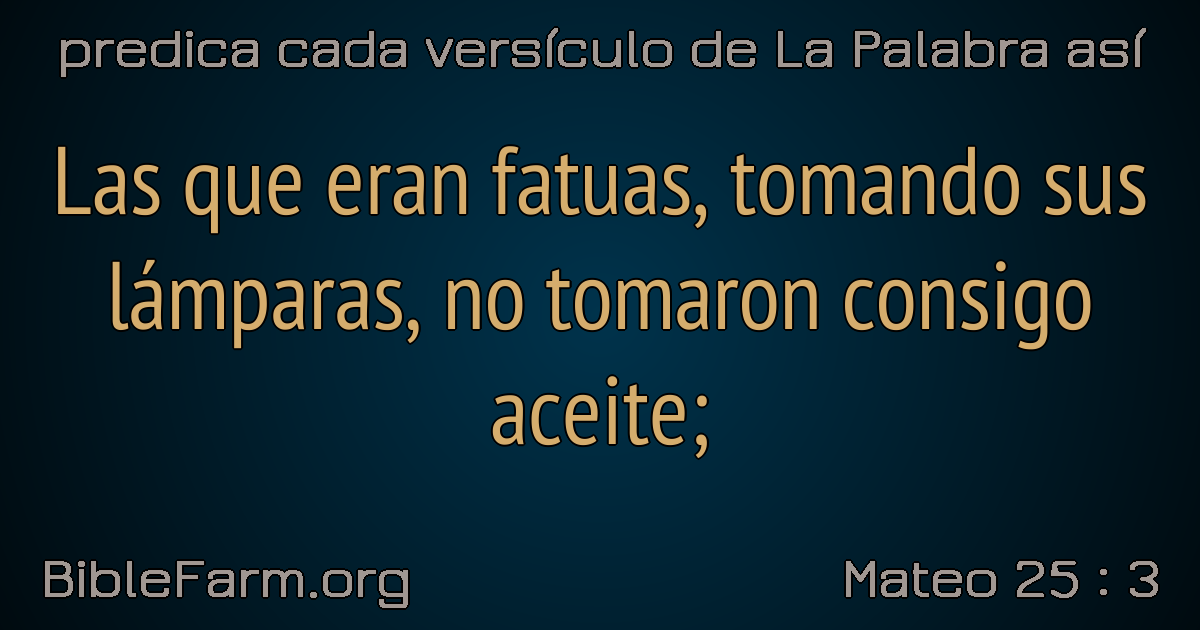 predica cada versículo de La Palabra así
Las que eran fatuas, tomando sus
lámparas, no tomaron consigo
aceite;
BibleFarm.org
Mateo 25 : 3